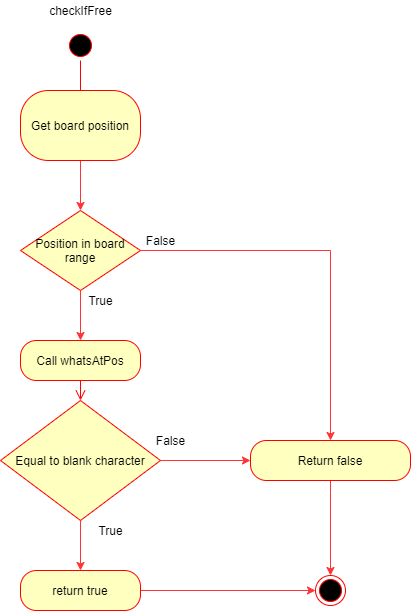 checkIfFree
Get board position
Position in board
range
False
True
Call whatsAtPos
Equal to blank character
False
Return false
True
return true